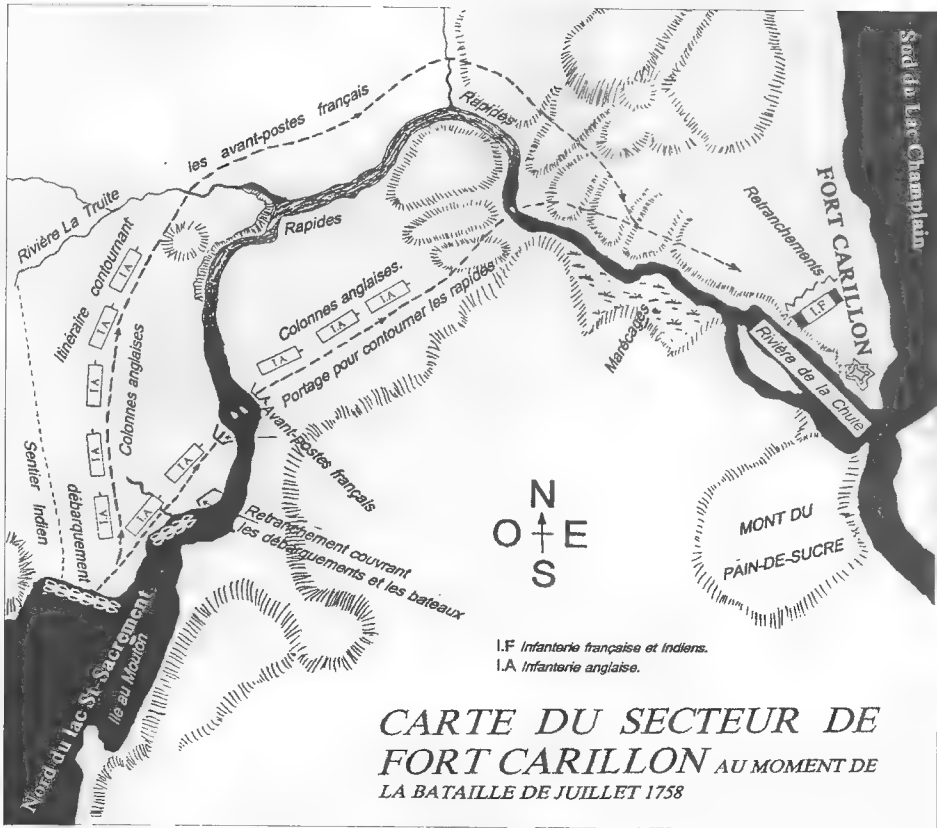 Sud du Lac Champlain
les avant-postes français
Rapides
Rivière La Truite
Rapides
Retranchements
FORT CARILLON
I.F
Itinéraire contournant
I A
I A
I A
I A
I A
Colonnes anglaises
Colonnes anglaises.
I A
I A
I A
Portage pour contourner les rapides
Marécages
Rivière de la Chute
Sentier Indien
débarquement
I A
I A
Avant-postes français
Retranchement couvrant
les débarquements et les bateaux
N
O E
S
MONT DU
PAIN-DE-SUCRE
Nord du lac St-Sacrement
Ile au Mouton
I.F Infanterie française et Indiens.
I.A Infanterie anglaise.
CARTE DU SECTEUR DE
FORT CARILLON AU MOMENT DE
LA BATAILLE DE JUILLET 1758